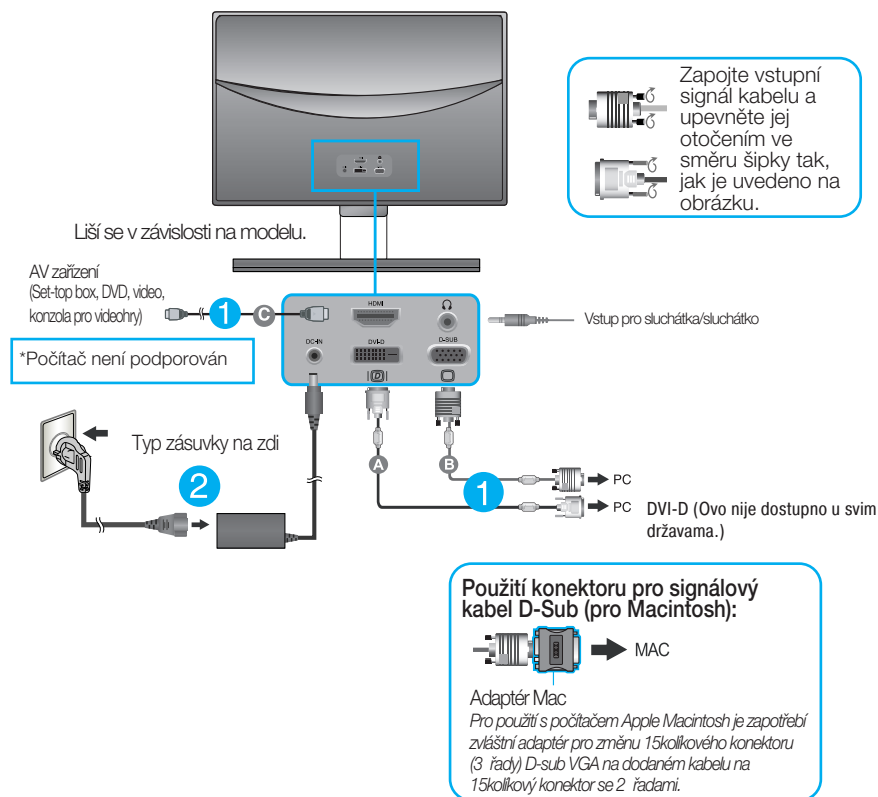 Zapojte vstupní
signál kabelu a
upevněte jej
otočením ve
směru šipky tak,
jak je uvedeno na
obrázku.
Liší se v závislosti na modelu.
AV zařízení
(Set-top box, DVD, video,
konzola pro videohry)
1
C
HDMI
DC-IN
DVI-D
D-SUB
Vstup pro sluchátka/sluchátko
*Počítač není podporován
Typ zásuvky na zdi
2
A
B
1
PC
PC
DVI-D (Ovo nije dostupno u svim
državama.)
Použití konektoru pro signálový
kabel D-Sub (pro Macintosh):
MAC
Adaptér Mac
Pro použití s počítačem Apple Macintosh je zapotřebí
zvláštní adaptér pro změnu 15kolíkového konektoru
(3 řady) D-sub VGA na dodaném kabelu na
15kolíkový konektor se 2 řadami.